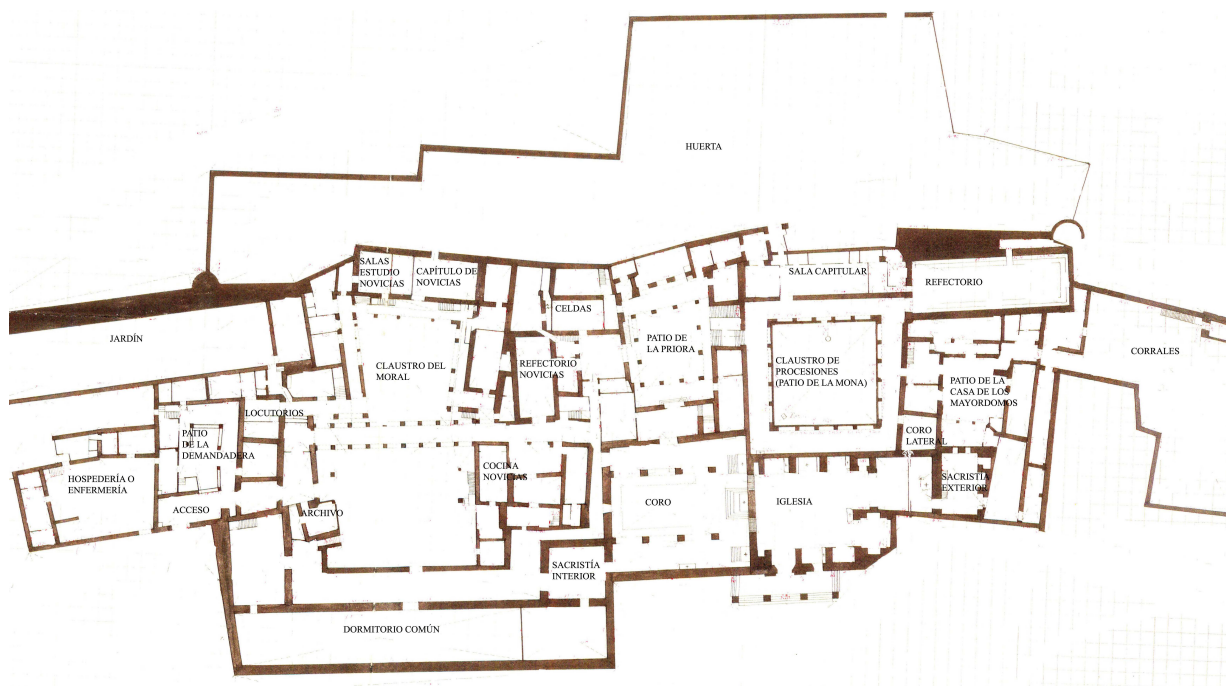 HUERTA
SALAS
ESTUDIO
NOVICIAS
CAPÍTULO DE
NOVICIAS
SALA CAPITULAR
REFECTORIO
CELDAS
JARDÍN
CLAUSTRO DEL
MORAL
REFECTORIO
NOVICIAS
PATIO DE
LA PRIORA
CLAUSTRO DE
PROCESIONES
(PATIO DE LA MONA)
CORRALES
PATIO DE LA
CASA DE LOS
MAYORDOMOS
LOCUTORIOS
PATIO
DE LA
DEMANDADERA
CORO
LATERAL
HOSPEDERÍA O
ENFERMERÍA
COCINA
NOVICIAS
SACRISTÍA
EXTERIOR
ACCESO
ARCHIVO
CORO
IGLESIA
SACRISTÍA
INTERIOR
DORMITORIO COMÚN